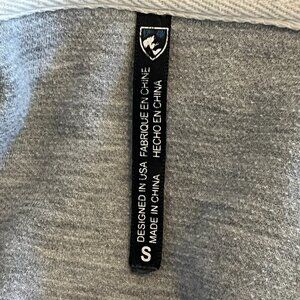 DESIGNED IN USA FABRIQUE EN CHINE
MADE IN CHINA HECHO EN CHINA
S